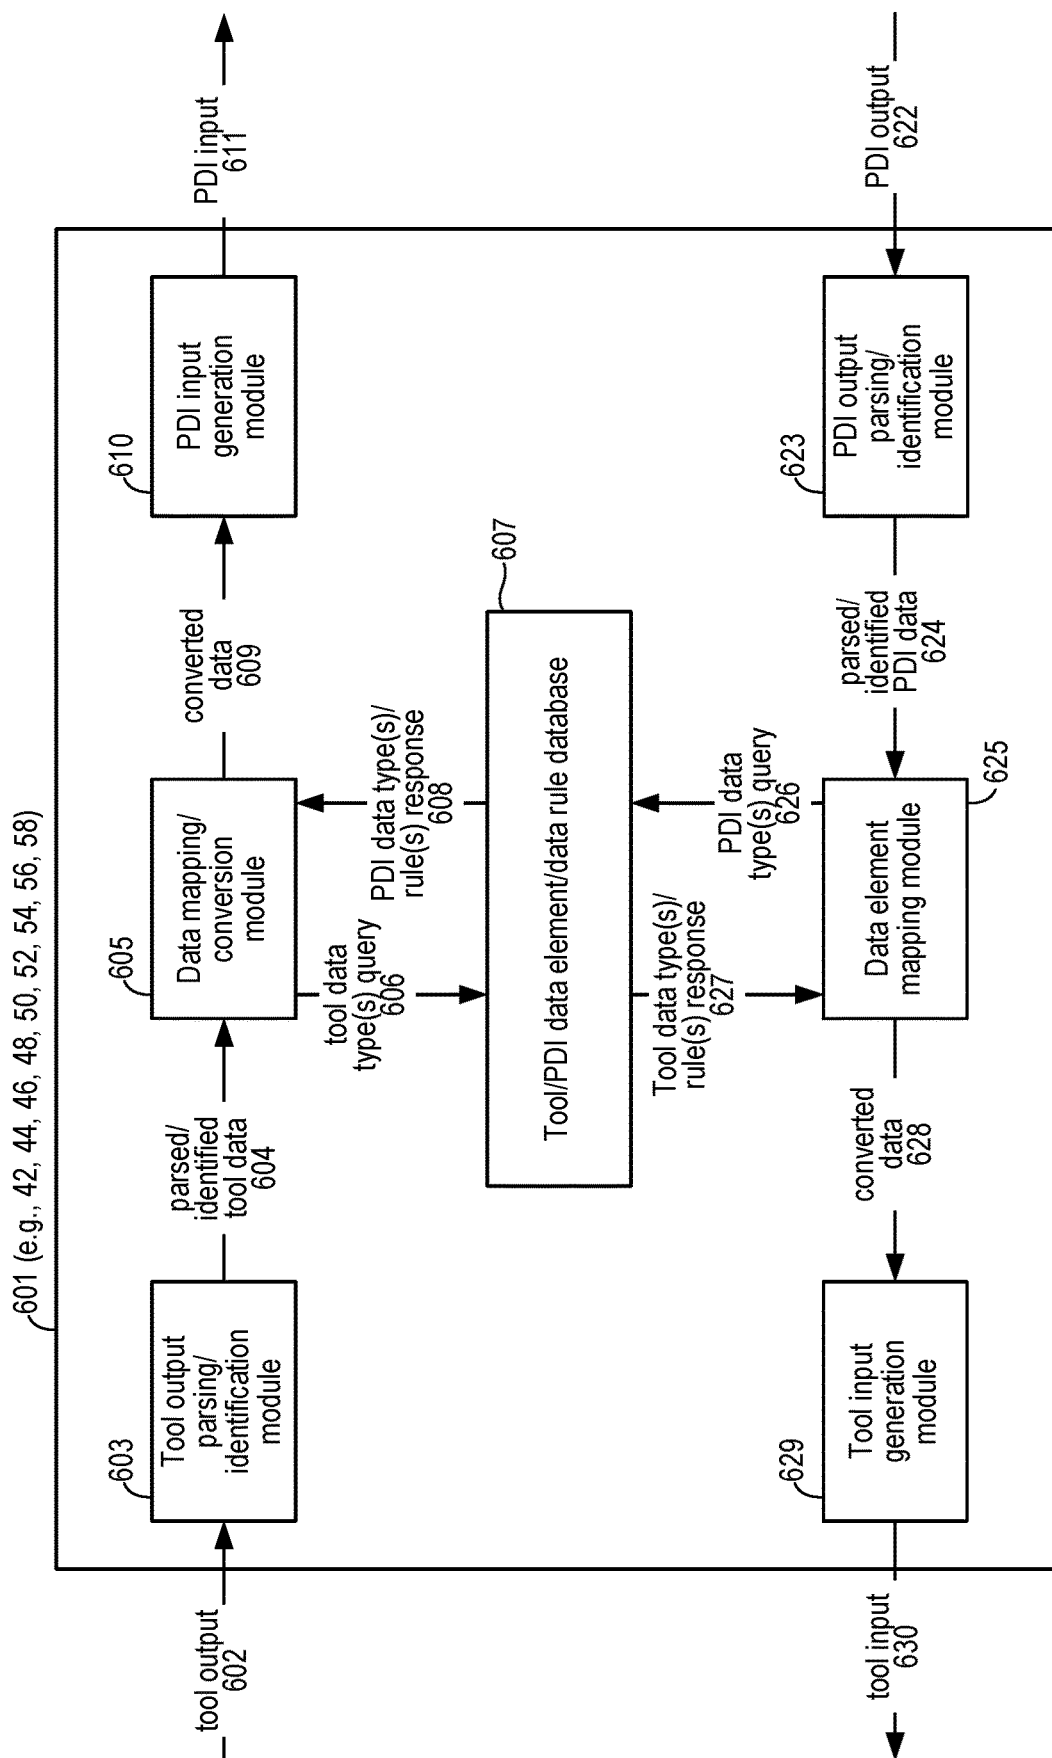 601 (e.g., 42, 44, 46, 48, 50, 52, 54, 56, 58)
tool output
602
603
Tool output
parsing/
identification
module
parsed/
identified
tool data
604
605
Data mapping/
conversion
module
converted
data
609
610
PDI input
generation
module
PDI input
611
tool data
type(s) query
606
PDI data type(s)/
rule(s) response
608
607
Tool/PDI data element/data rule database
Tool data type(s)/
rule(s) response
627
PDI data
type(s) query
626
tool input
630
629
Tool input
generation
module
converted
data
628
Data element
mapping module
625
parsed/
identified
PDI data
624
623
PDI output
parsing/
identification
module
PDI output
622